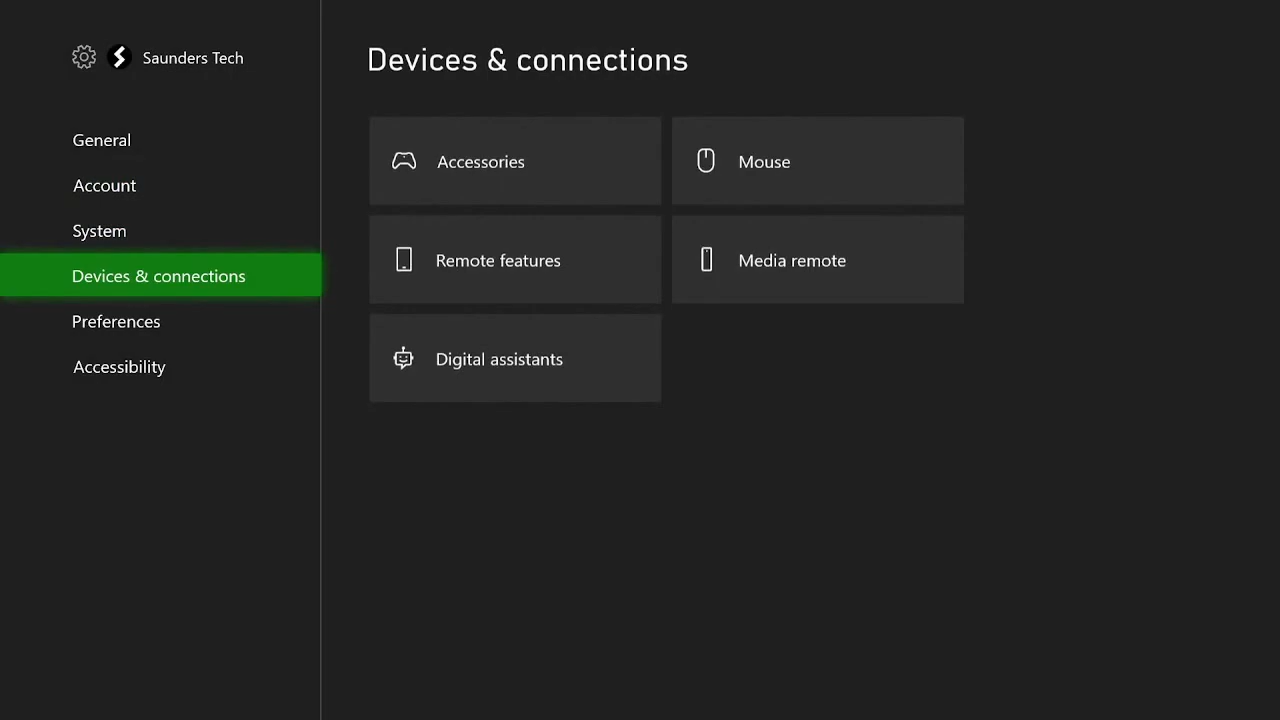 Saunders Tech
General
Account
System
Devices & connections
Preferences
Accessibility
Devices & connections
Accessories
Mouse
Remote features
Media remote
Digital assistants